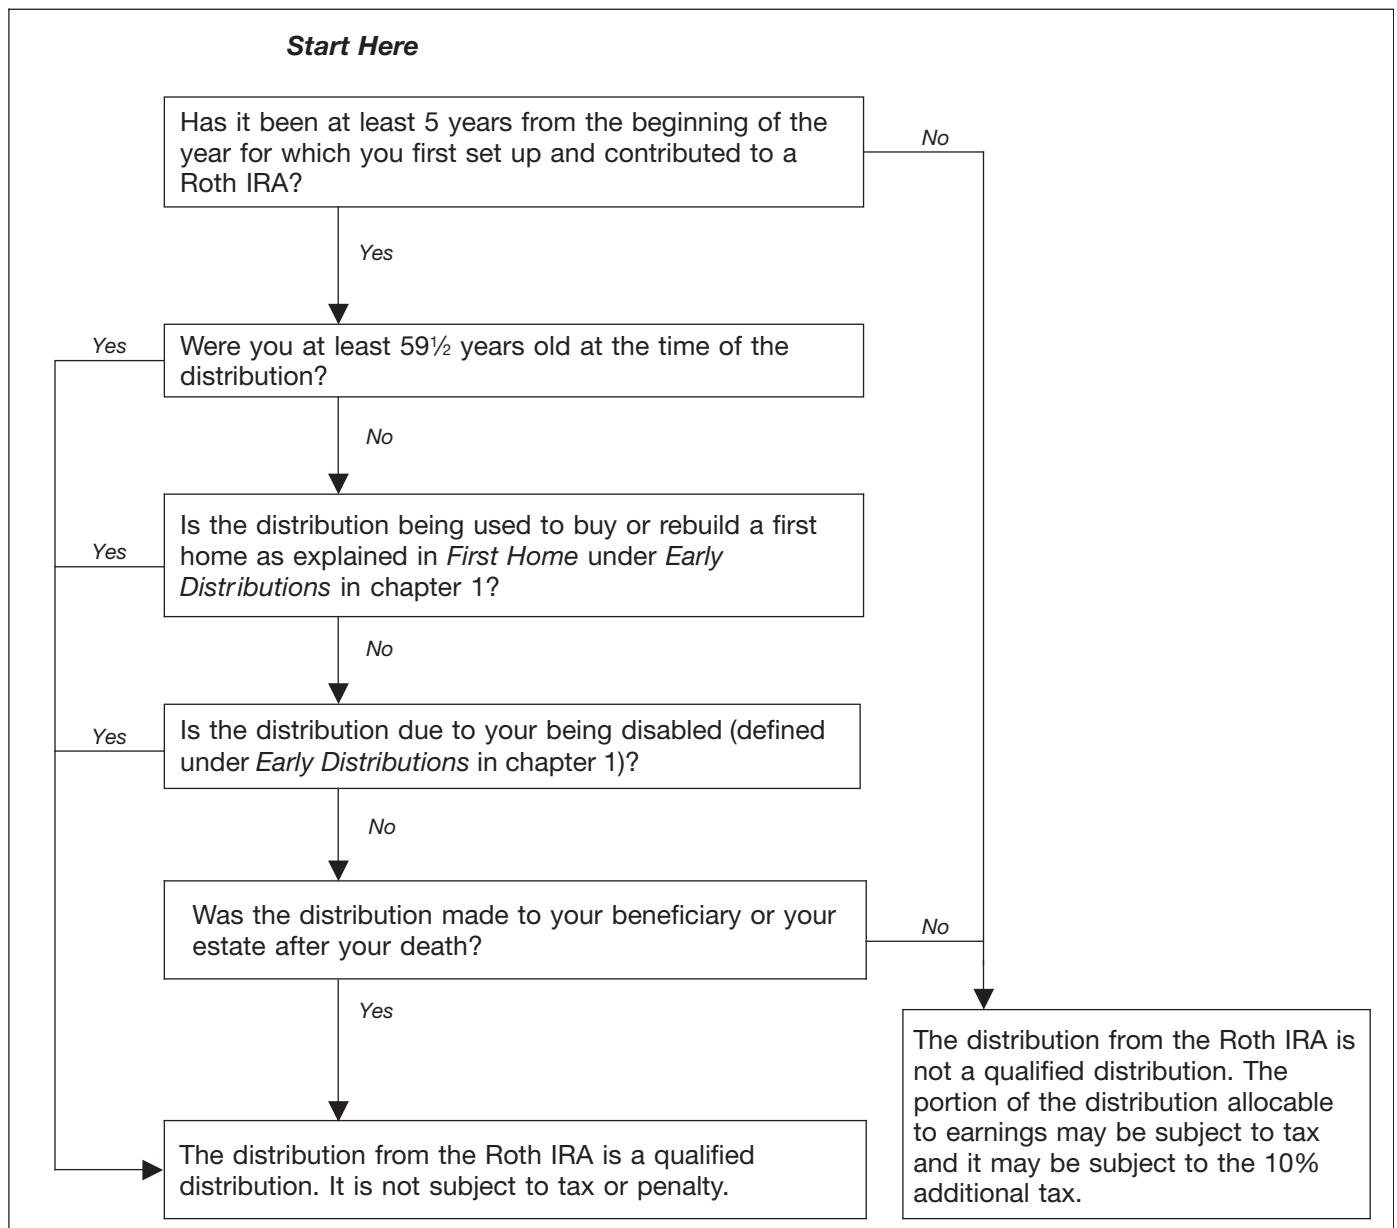 Start Here
Has it been at least 5 years from the beginning of the
year for which you first set up and contributed to a
Roth IRA?
No
Yes
Yes
Were you at least 59½ years old at the time of the
distribution?
No
Is the distribution being used to buy or rebuild a first
home as explained in First Home under Early
Distributions in chapter 1?
Yes
No
Is the distribution due to your being disabled (defined
under Early Distributions in chapter 1)?
Yes
No
Was the distribution made to your beneficiary or your
estate after your death?
No
Yes
The distribution from the Roth IRA is a qualified
distribution. It is not subject to tax or penalty.
The distribution from the Roth IRA is
not a qualified distribution. The
portion of the distribution allocable
to earnings may be subject to tax
and it may be subject to the 10%
additional tax.